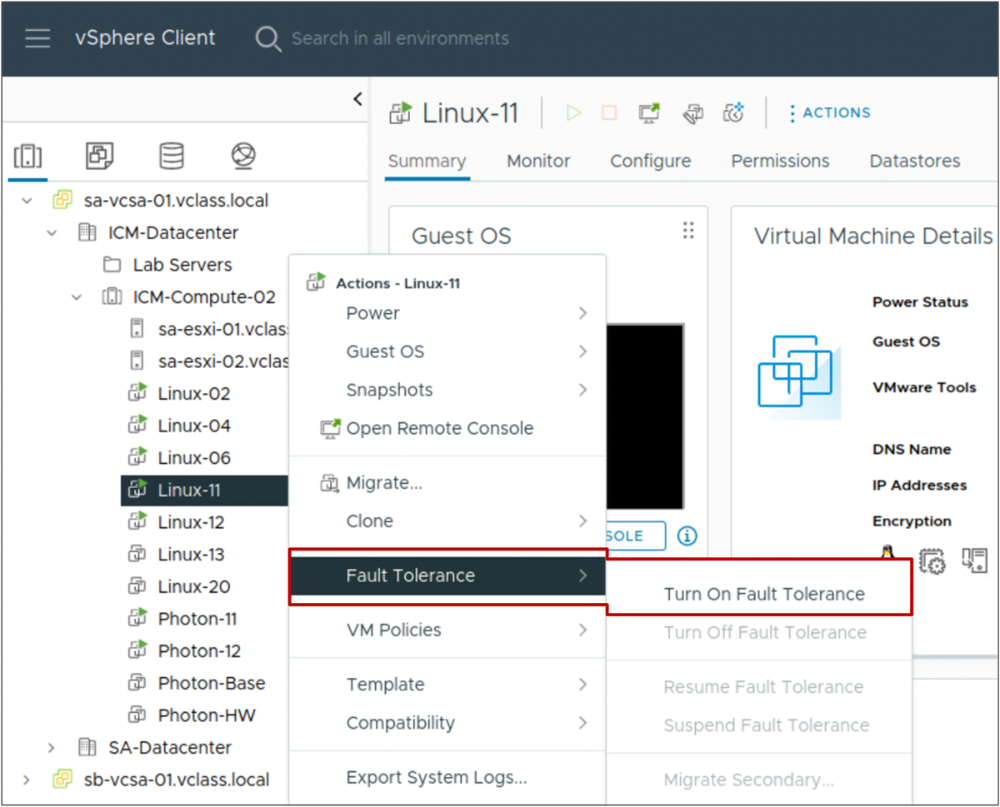 vSphere Client
Search in all environments
Linux-11
ACTIONS
Summary
Monitor
Configure
Permissions
Datastores
sa-vcsa-01.vclass.local
ICM-Datacenter
Lab Servers
ICM-Compute-02
sa-esxi-01.vclas
sa-esxi-02.vclas
Linux-02
Linux-04
Linux-06
Linux-11
Linux-12
Linux-13
Linux-20
Photon-11
Photon-12
Photon-Base
Photon-HW
SA-Datacenter
sb-vcsa-01.vclass.local
Guest OS
Actions - Linux-11
Power
Guest OS
Snapshots
Open Remote Console
Migrate...
Clone
Fault Tolerance
VM Policies
Template
Compatibility
Export System Logs...
SOLE
Turn On Fault Tolerance
Turn Off Fault Tolerance
Resume Fault Tolerance
Suspend Fault Tolerance
Migrate Secondary...
Virtual Machine Details
Power Status
Guest OS
VMware Tools
DNS Name
IP Addresses
Encryption